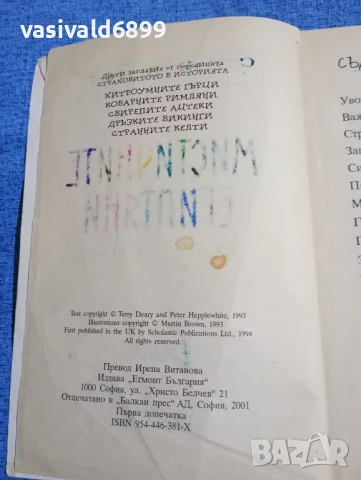 vasivald6789
Други заглавия от поредицата
СТРАХОВИТОТО В ИСТОРИЯТА
ХИТРОУМНИТЕ ГЪРЦИ
КОВАРНИТЕ РИМЛЯНИ
СВИРЕПИТЕ АЦТЕКИ
ДРЪЗКИТЕ ВИКИНГИ
СТРАННИТЕ КЕЛТИ
Text copyright © Terry Deary and Peter Hepplewhite, 1993
Illustrations copyright © Martin Brown, 1993
First published in the UK by Scholastic Publications Ltd., 1994
All rights reserved.
Превод Ирена Витанова
Издава „Егмонт България"
1000 София, ул. „Христо Белчев" 21
Отпечатано в „Балкан прес" АД, София, 2001
Първа допечатка
ISBN 954-446-381-X
Bazar
bg